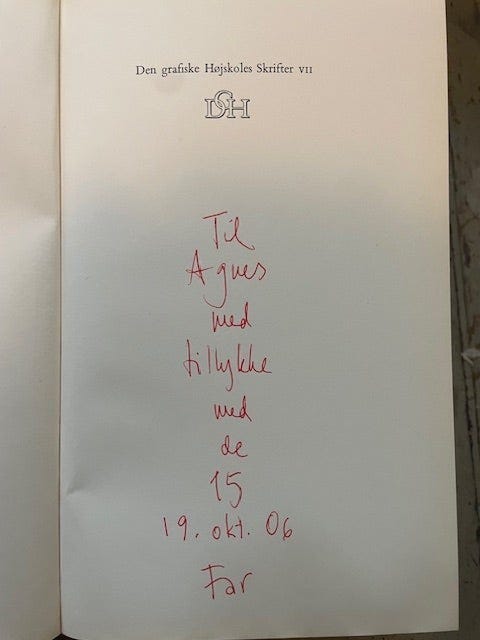 Den grafiske Højskoles Skrifter VII
DGH
Til
Agnes
med
tillykke
med
de
15
19. okt. 06
Far